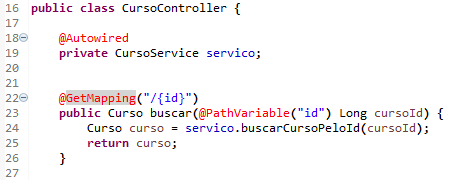 16 public class CursoController {
17
18 @Autowired
19 private CursoService servico;
20
21
22 @GetMapping("/{id}")
23 public Curso buscar(@PathVariable("id") Long cursoId) {
24 Curso curso = servico.buscarCursoPeloId(cursoId);
25 return curso;
26 }
27